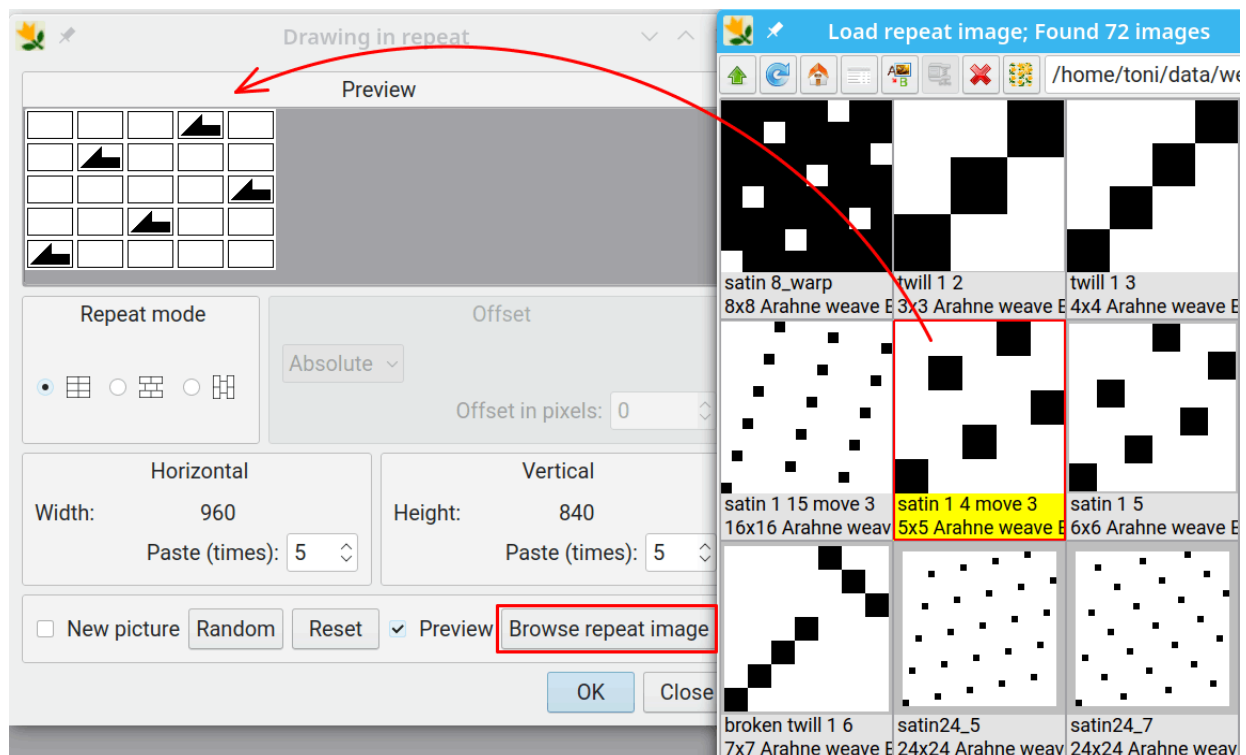 Drawing in repeat
Preview
Repeat mode
Offset
Absolute
Offset in pixels: 0
Horizontal
Vertical
Width: 960
Height: 840
Paste (times): 5
Paste (times): 5
New picture Random Reset Preview Browse repeat image
OK Close
Load repeat image; Found 72 images
A B /home/toni/data/we
satin 8_warp
8x8 Arahne weave E
twill 1 2
3x3 Arahne weave E
twill 1 3
4x4 Arahne weave E
satin 1 15 move 3
16x16 Arahne weav
satin 1 4 move 3
5x5 Arahne weave E
satin 1 5
6x6 Arahne weave E
broken twill 1 6
7x7 Arahne weave E
satin24_5
24x24 Arahne weav
satin24_7
24x24 Arahne weav